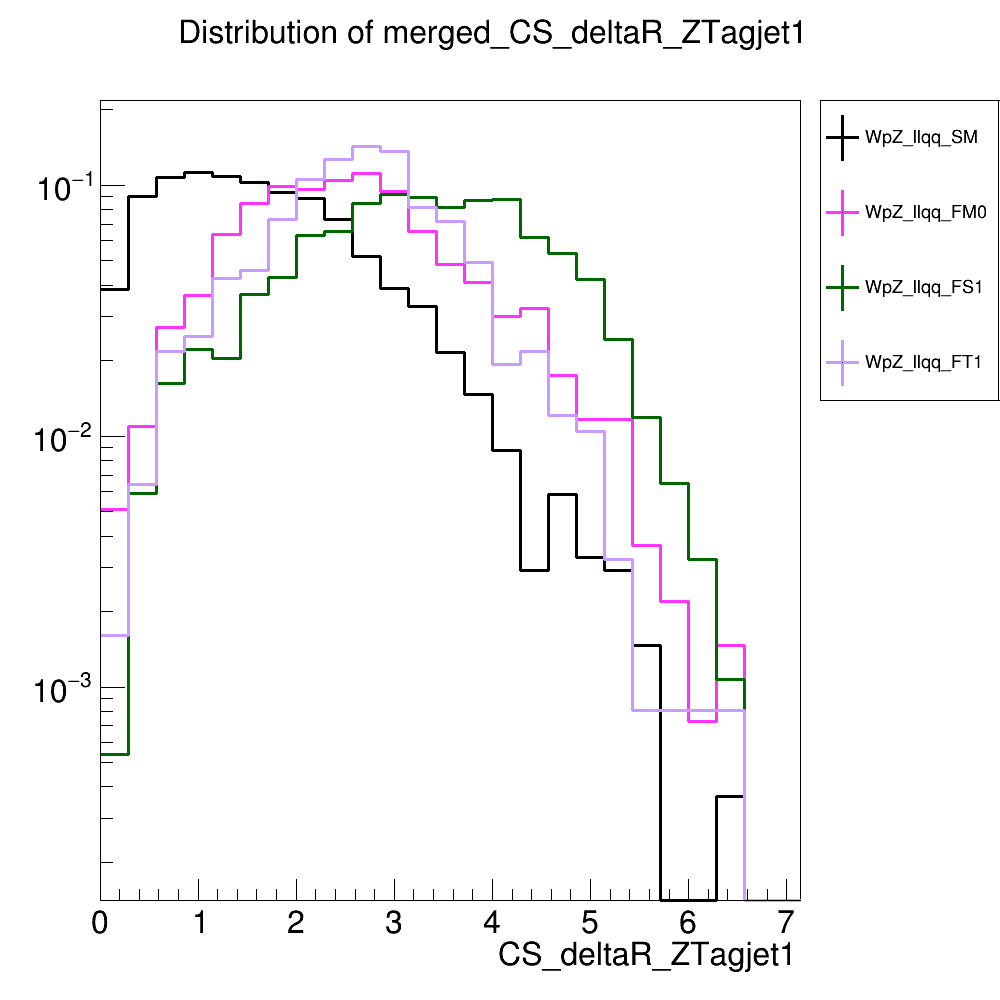 Distribution of merged_CS_deltaR_ZTagjet1
WpZ_llqq_SM
WpZ_llqq_FM0
WpZ_llqq_FS1
WpZ_llqq_FT1
10⁻¹
10⁻²
10⁻³
0 1 2 3 4 5 6 7
CS_deltaR_ZTagjet1